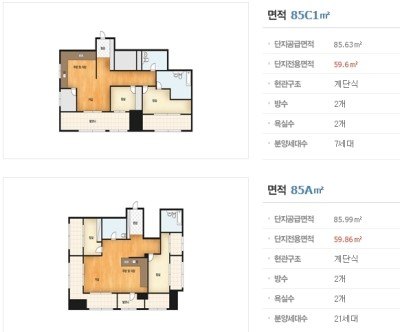 면적 85C1㎡
단지공급면적 85.63㎡
단지전용면적 59.6㎡
현관구조 계단식
방수 2개
욕실수 2개
분양세대수 7세대
면적 85A㎡
단지공급면적 85.99㎡
단지전용면적 59.86㎡
현관구조 계단식
방수 2개
욕실수 2개
분양세대수 21세대